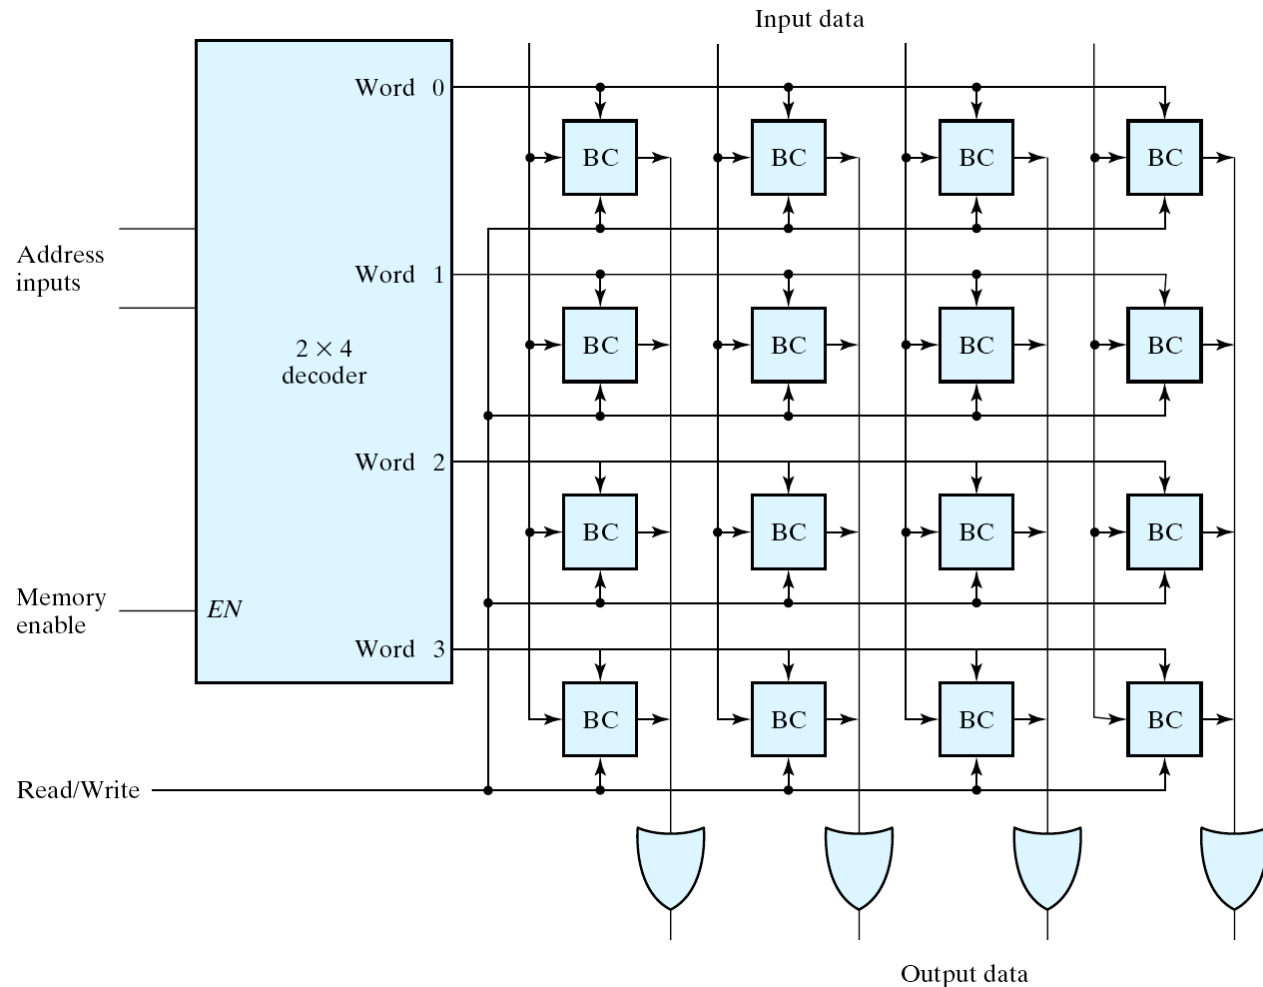 Input data
Word 0
BC BC BC BC
Address
inputs
Word 1
2 × 4
decoder
BC BC BC BC
Word 2
BC BC BC BC
Memory
enable
EN
Word 3
BC BC BC BC
Read/Write
Output data